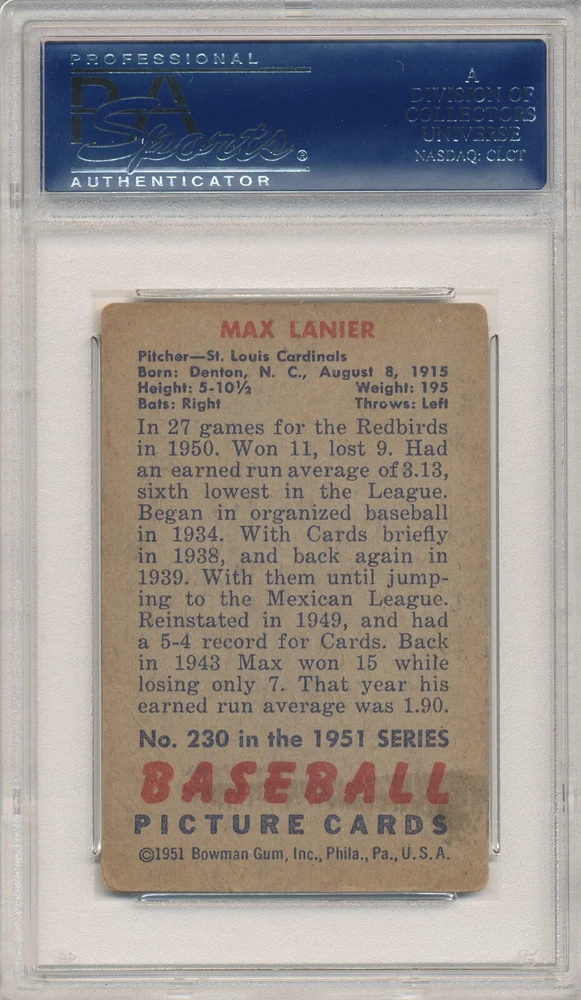 PROFESSIONAL
PSA
Sports®
AUTHENTICATOR
A
DIVISION OF
COLLECTORS
UNIVERSE
NASDAQ: CLCT
MAX LANIER
Pitcher—St. Louis Cardinals
Born: Denton, N. C., August 8, 1915
Height: 5-10½ Weight: 195
Bats: Right Throws: Left
In 27 games for the Redbirds
in 1950. Won 11, lost 9. Had
an earned run average of 3.13,
sixth lowest in the League.
Began in organized baseball
in 1934. With Cards briefly
in 1938, and back again in
1939. With them until jump-
ing to the Mexican League.
Reinstated in 1949, and had
a 5-4 record for Cards. Back
in 1943 Max won 15 while
losing only 7. That year his
earned run average was 1.90.
No. 230 in the 1951 SERIES
BASEBALL
PICTURE CARDS
©1951 Bowman Gum, Inc., Phila., Pa., U. S. A.